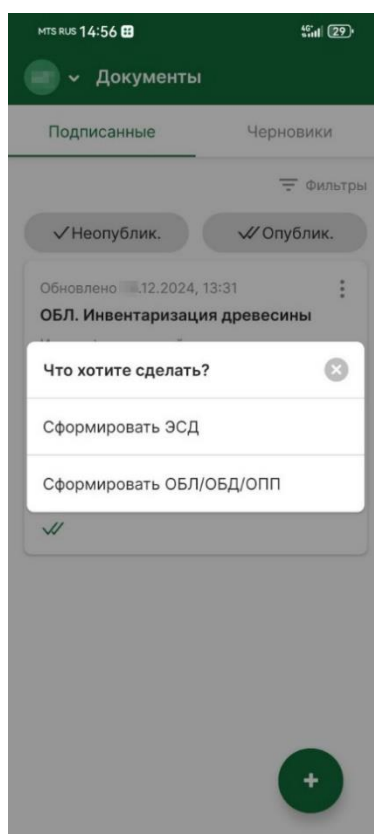 MTS RUS 14:56
4G 29
Документы
Подписанные Черновики
Фильтры
Неопублик. Опублик.
Обновлено .12.2024, 13:31
ОБЛ. Инвентаризация древесины
Что хотите сделать?
Сформировать ЭСД
Сформировать ОБЛ/ОБД/ОПП